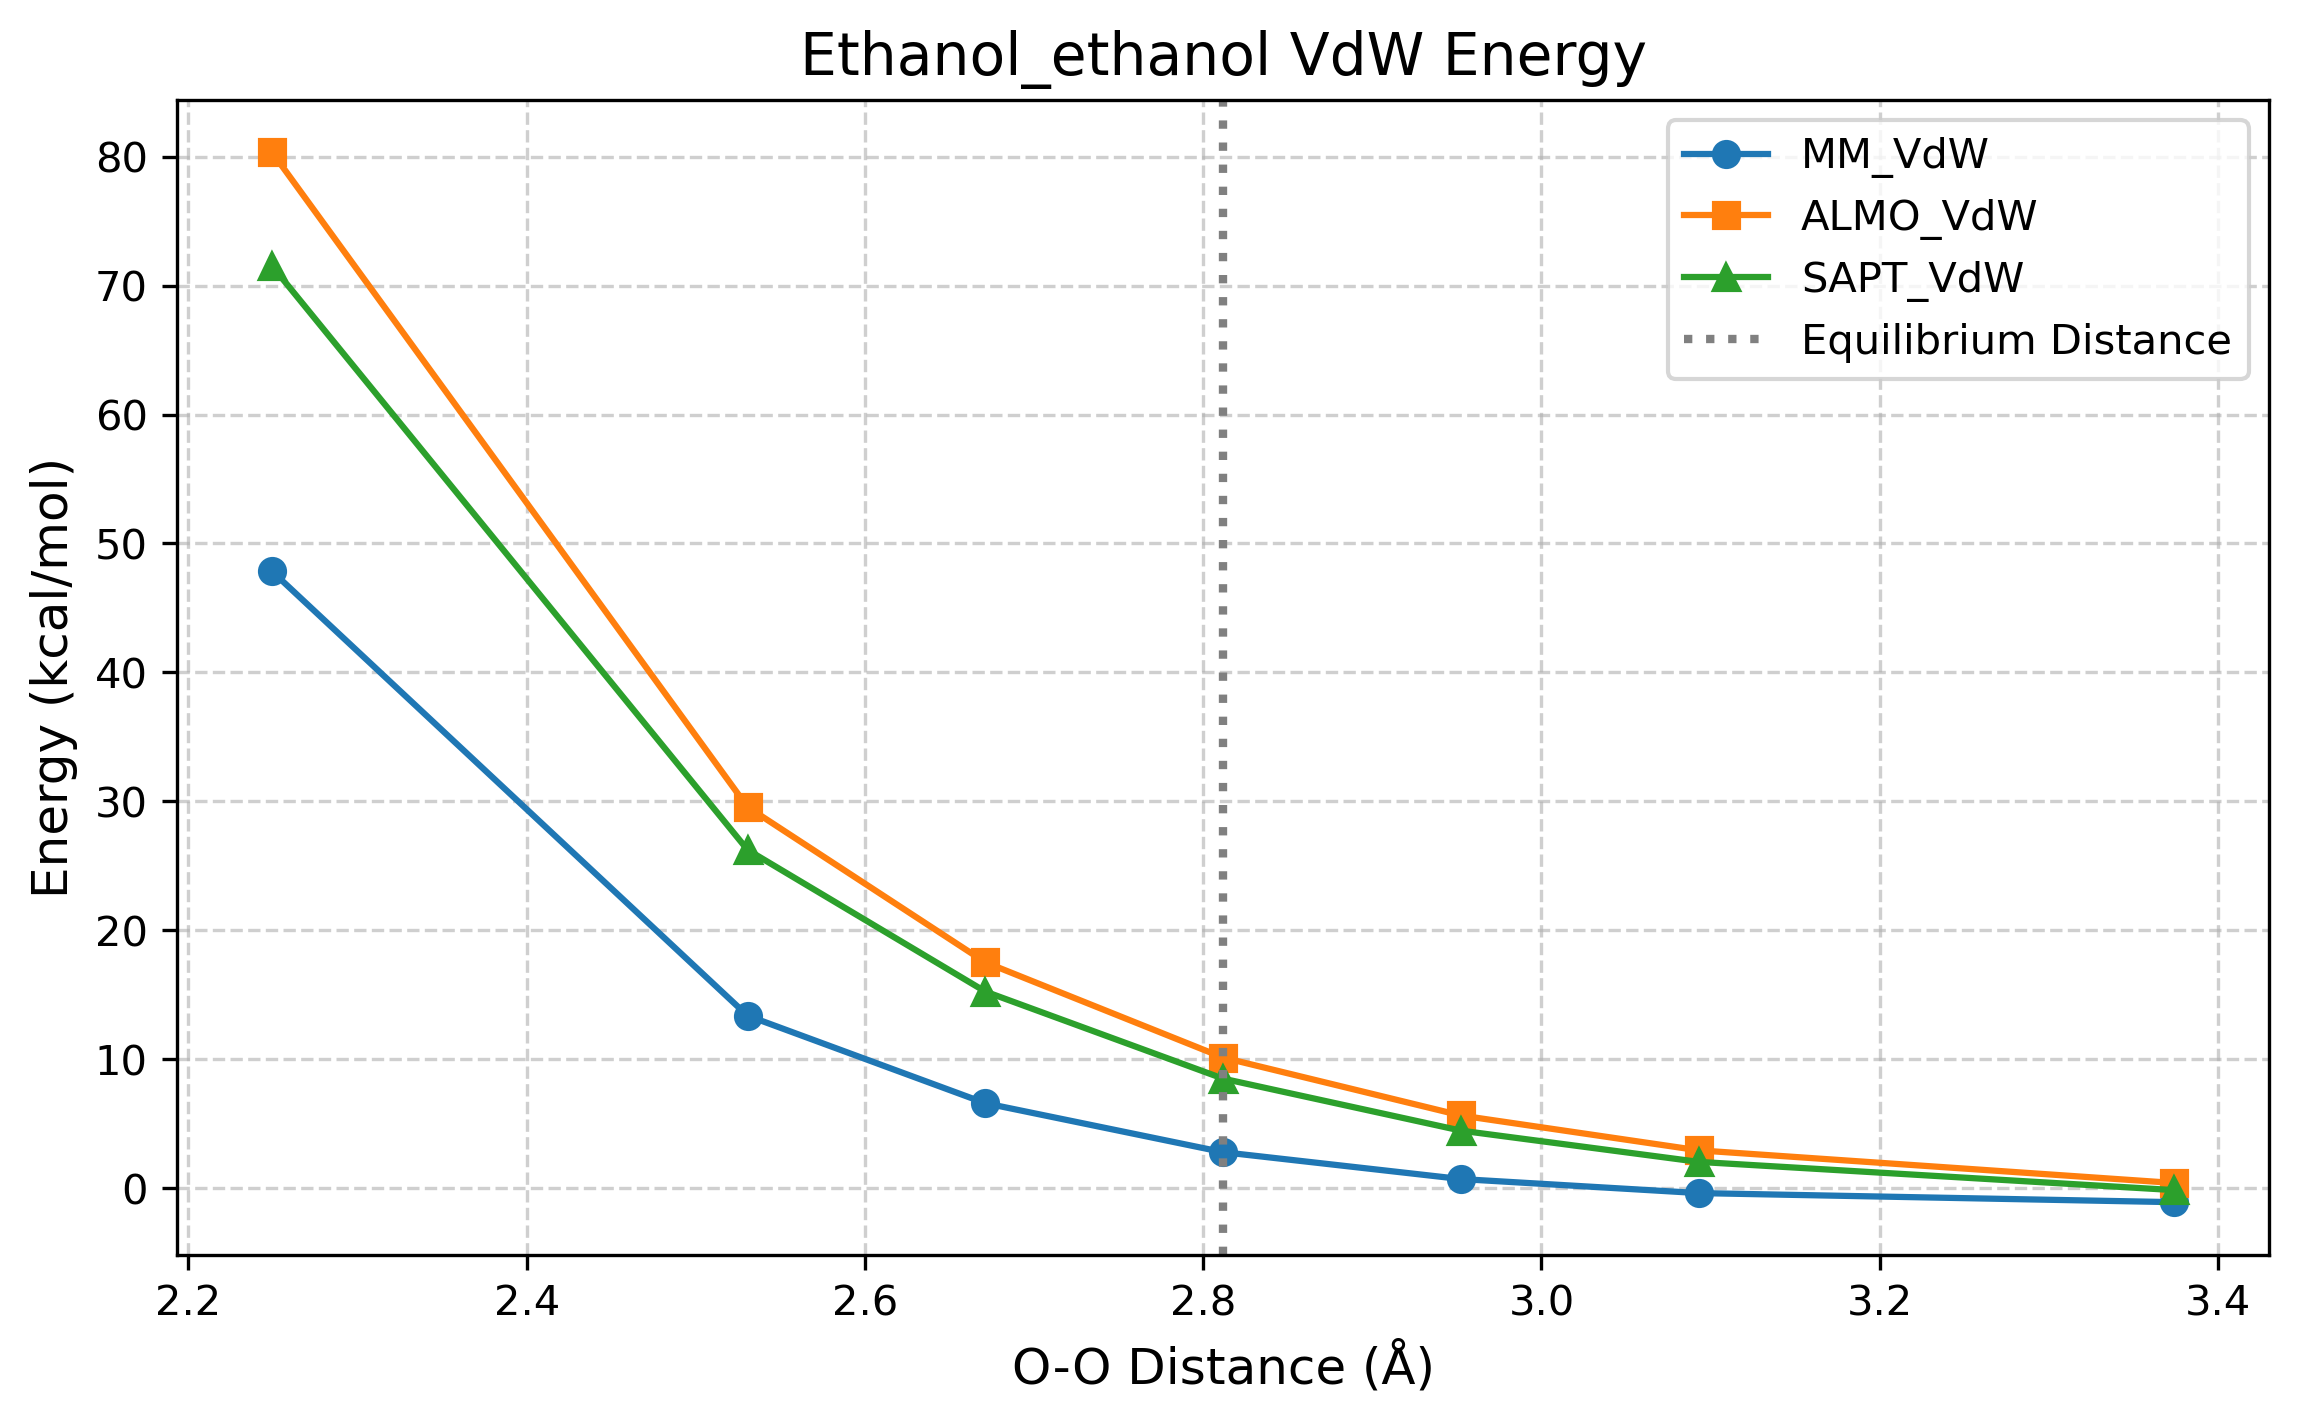 Ethanol_ethanol VdW Energy
MM_VdW
ALMO_VdW
SAPT_VdW
Equilibrium Distance
Energy (kcal/mol)
80
70
60
50
40
30
20
10
0
2.2 2.4 2.6 2.8 3.0 3.2 3.4
O-O Distance (Å)